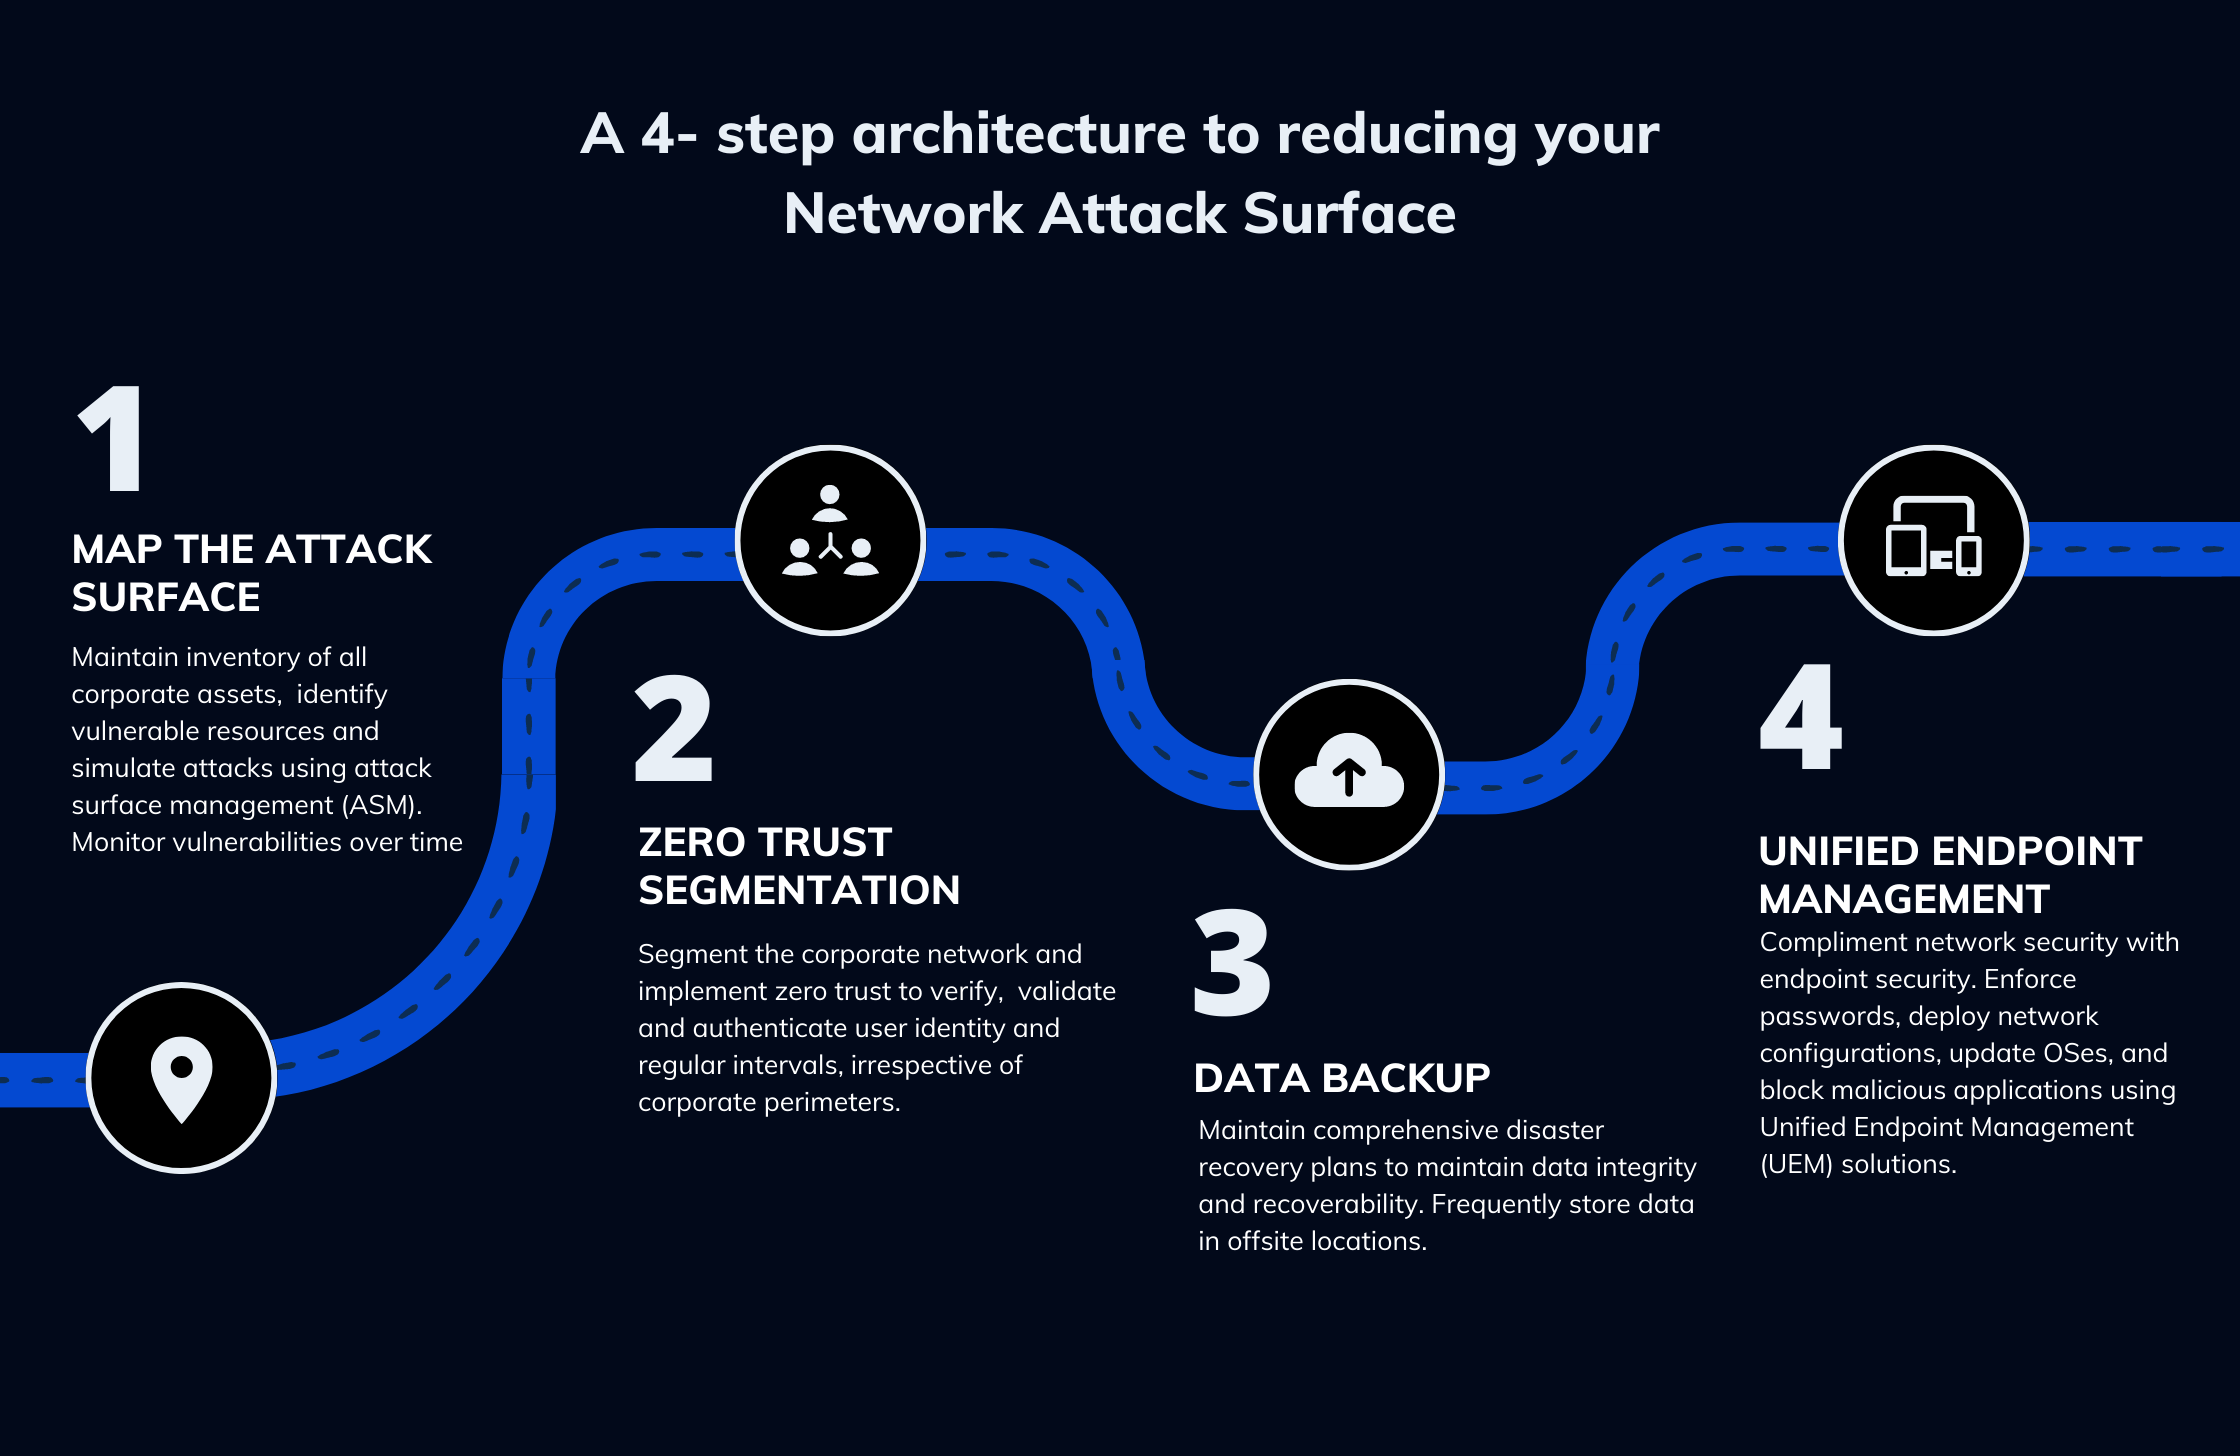 A 4- step architecture to reducing your
Network Attack Surface
1
MAP THE ATTACK
SURFACE
Maintain inventory of all
corporate assets,  identify
vulnerable resources and
simulate attacks using attack
surface management (ASM).
Monitor vulnerabilities over time
2
ZERO TRUST
SEGMENTATION
Segment the corporate network and
implement zero trust to verify,  validate
and authenticate user identity and
regular intervals, irrespective of
corporate perimeters.
3
DATA BACKUP
Maintain comprehensive disaster
recovery plans to maintain data integrity
and recoverability. Frequently store data
in offsite locations.
4
UNIFIED ENDPOINT
MANAGEMENT
Compliment network security with
endpoint security. Enforce
passwords, deploy network
configurations, update OSes, and
block malicious applications using
Unified Endpoint Management
(UEM) solutions.